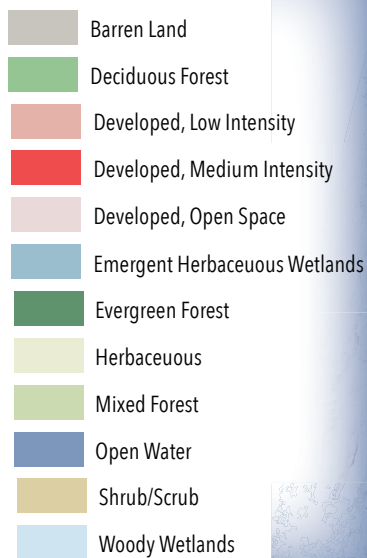 Barren Land
Deciduous Forest
Developed, Low Intensity
Developed, Medium Intensity
Developed, Open Space
Emergent Herbaceuous Wetlands
Evergreen Forest
Herbaceuous
Mixed Forest
Open Water
Shrub/Scrub
Woody Wetlands